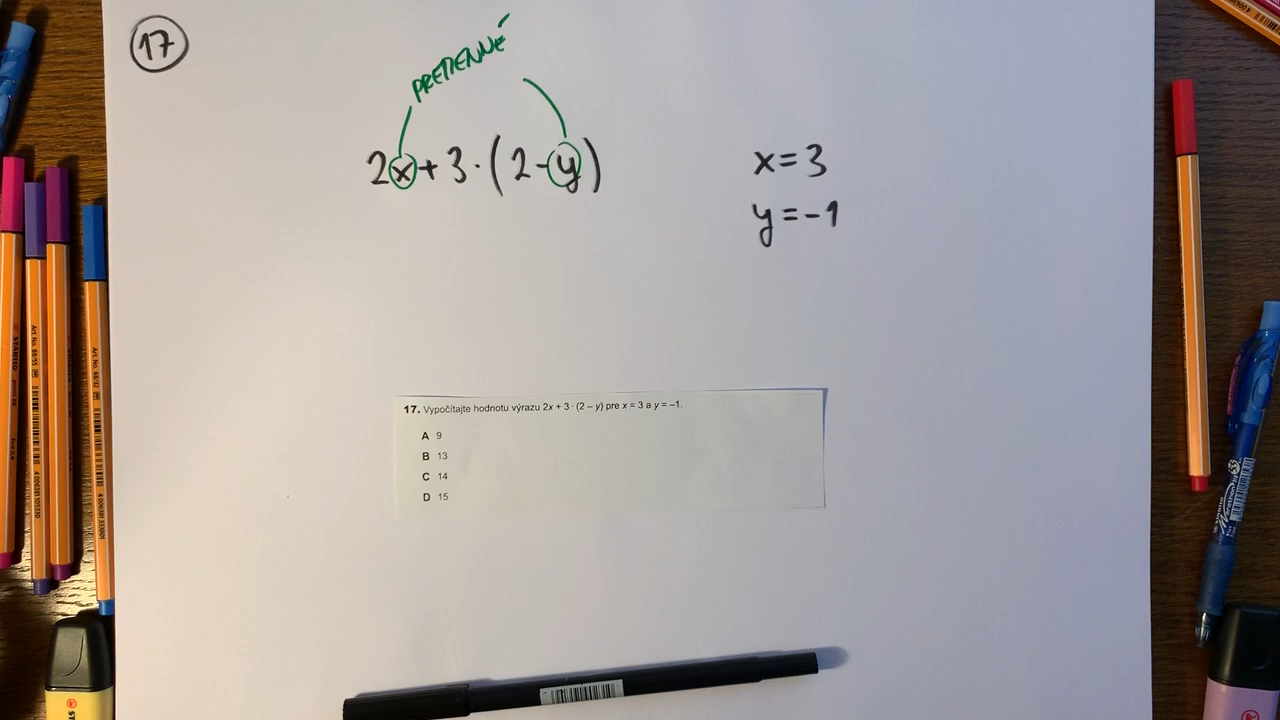 17
PREMENNÉ
2x+3·(2-y)
x=3
y=-1
17. Vypočítajte hodnotu výrazu 2x + 3 · (2 – y) pre x = 3 a y = –1.
A 9
B 13
C 14
D 15